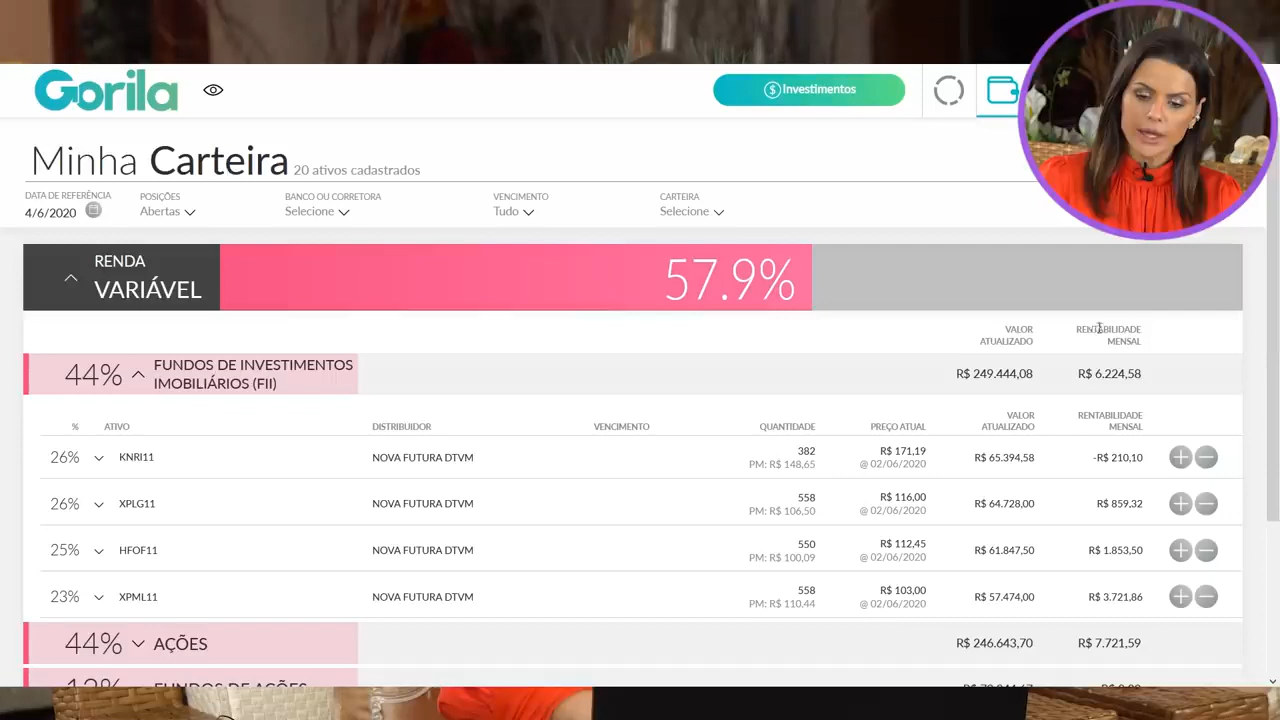 Gorila
Investimentos
Minha Carteira 20 ativos cadastrados
DATA DE REFERÊNCIA POSIÇÕES BANCO OU CORRETORA VENCIMENTO CARTEIRA
4/6/2020 Abertas Selecione Tudo Selecione
RENDA
VARIÁVEL
57.9%
VALOR ATUALIZADO
RENTABILIDADE MENSAL
44% FUNDOS DE INVESTIMENTOS IMOBILIÁRIOS (FII) R$ 249.444,08 R$ 6.224,58
% ATIVO DISTRIBUIDOR VENCIMENTO QUANTIDADE PREÇO ATUAL VALOR ATUALIZADO RENTABILIDADE MENSAL
26% KNRI11 NOVA FUTURA DTVM 382 R$ 171,19 R$ 65.394,58 -R$ 210,10
PM: R$ 148,65 @ 02/06/2020
26% XPLG11 NOVA FUTURA DTVM 558 R$ 116,00 R$ 64.728,00 R$ 859,32
PM: R$ 106,50 @ 02/06/2020
25% HFOF11 NOVA FUTURA DTVM 550 R$ 112,45 R$ 61.847,50 R$ 1.853,50
PM: R$ 100,09 @ 02/06/2020
23% XPML11 NOVA FUTURA DTVM 558 R$ 103,00 R$ 57.474,00 R$ 3.721,86
PM: R$ 110,44 @ 02/06/2020
44% AÇÕES R$ 246.643,70 R$ 7.721,59
FUNDOS DE AÇÕES